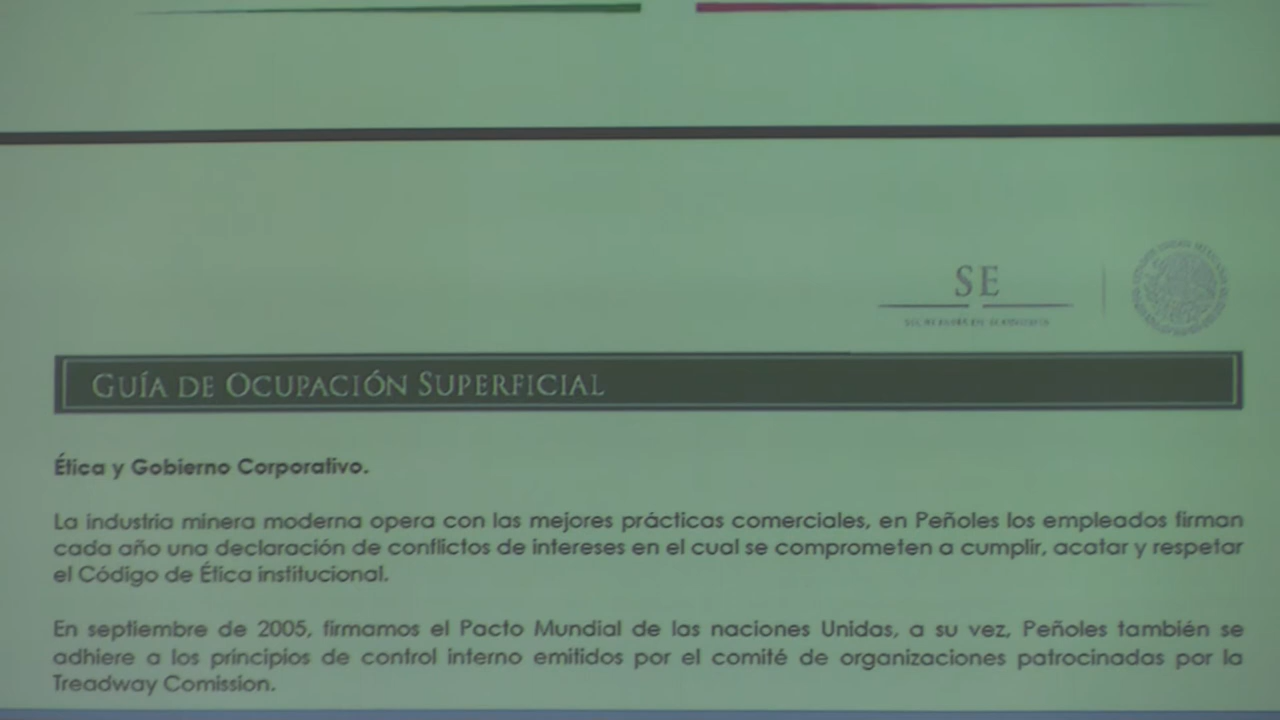 SE
SECRETARÍA DE ECONOMÍA
GUÍA DE OCUPACIÓN SUPERFICIAL
Ética y Gobierno Corporativo.
La industria minera moderna opera con las mejores prácticas comerciales, en Peñoles los empleados firman
cada año una declaración de conflictos de intereses en el cual se comprometen a cumplir, acatar y respetar
el Código de Ética institucional.
En septiembre de 2005, firmamos el Pacto Mundial de las naciones Unidas, a su vez, Peñoles también se
adhiere a los principios de control interno emitidos por el comité de organizaciones patrocinadas por la
Treadway Comission.